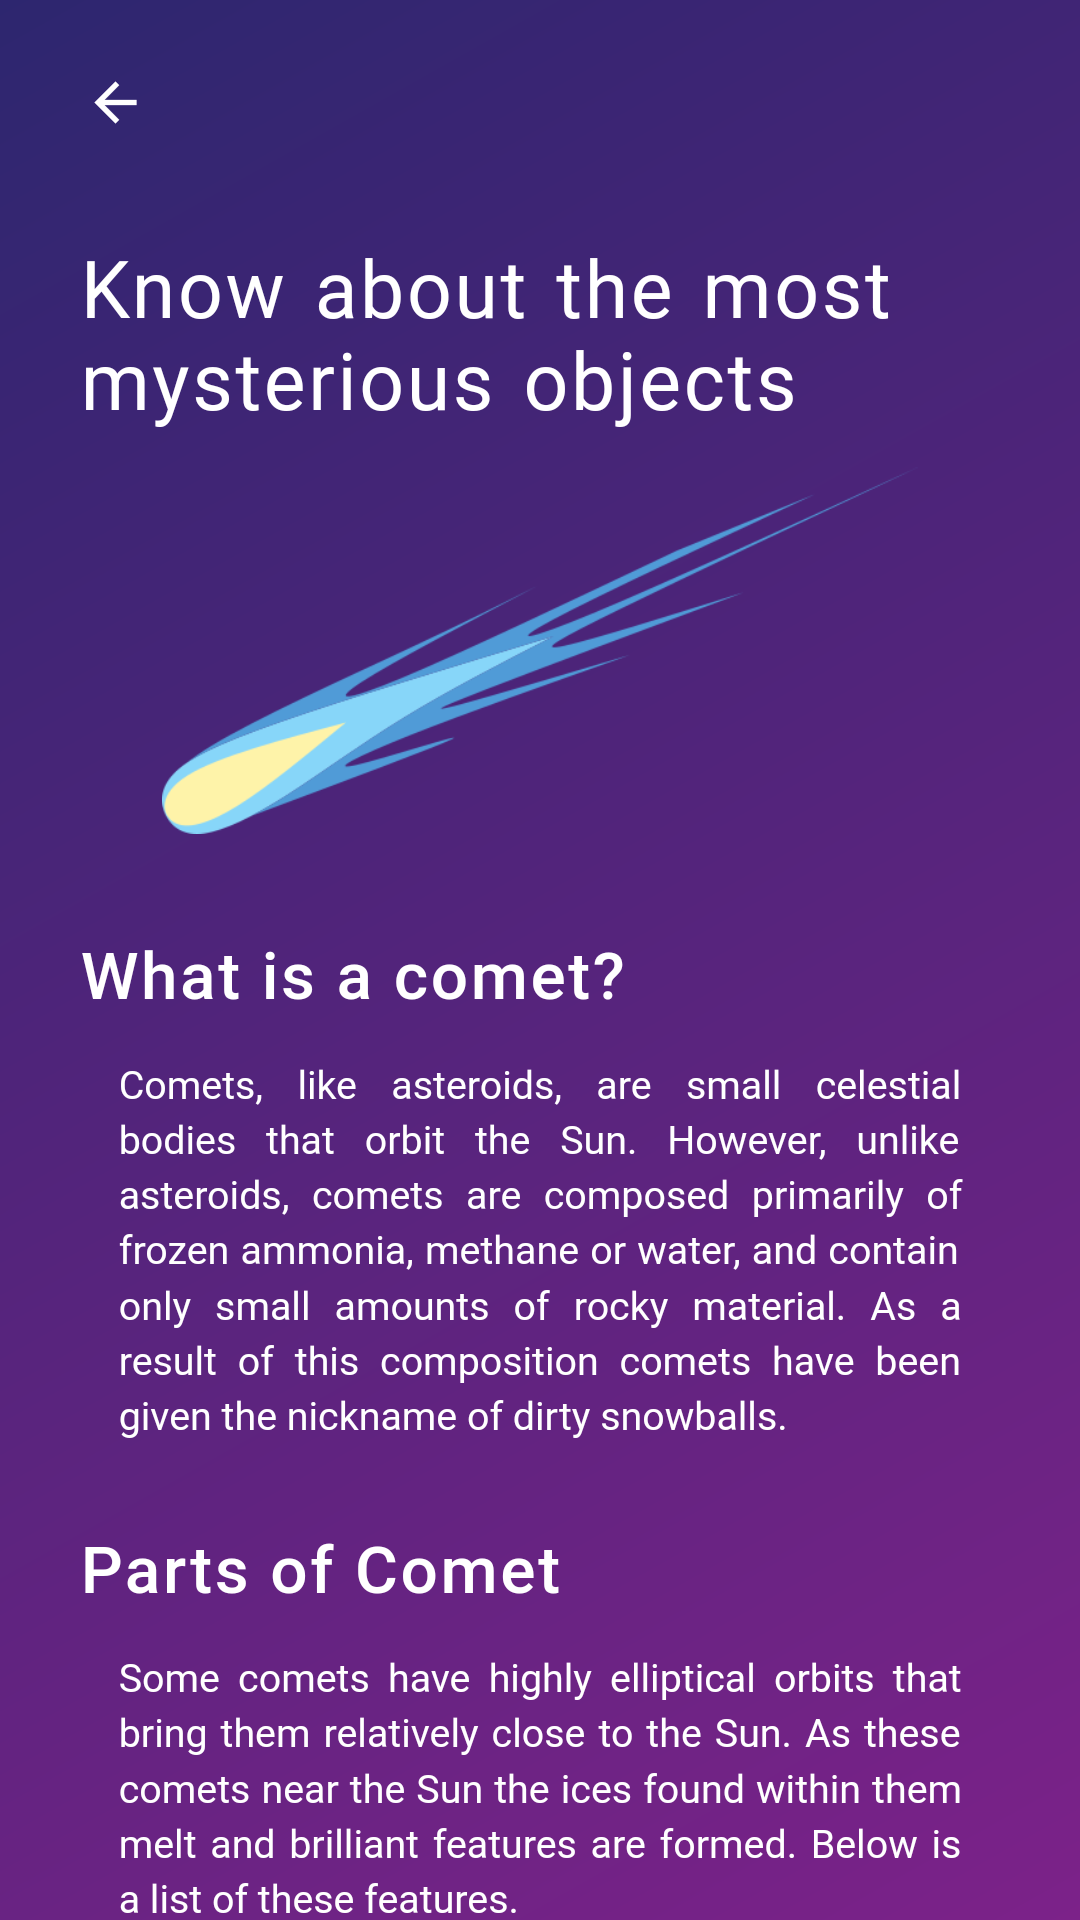 Know about the most
mysterious objects
What is a comet?
Comets, like asteroids, are small celestial
bodies that orbit the Sun. However, unlike
asteroids, comets are composed primarily of
frozen ammonia, methane or water, and contain
only small amounts of rocky material. As a
result of this composition comets have been
given the nickname of dirty snowballs.
Parts of Comet
Some comets have highly elliptical orbits that
bring them relatively close to the Sun. As these
comets near the Sun the ices found within them
melt and brilliant features are formed. Below is
a list of these features.